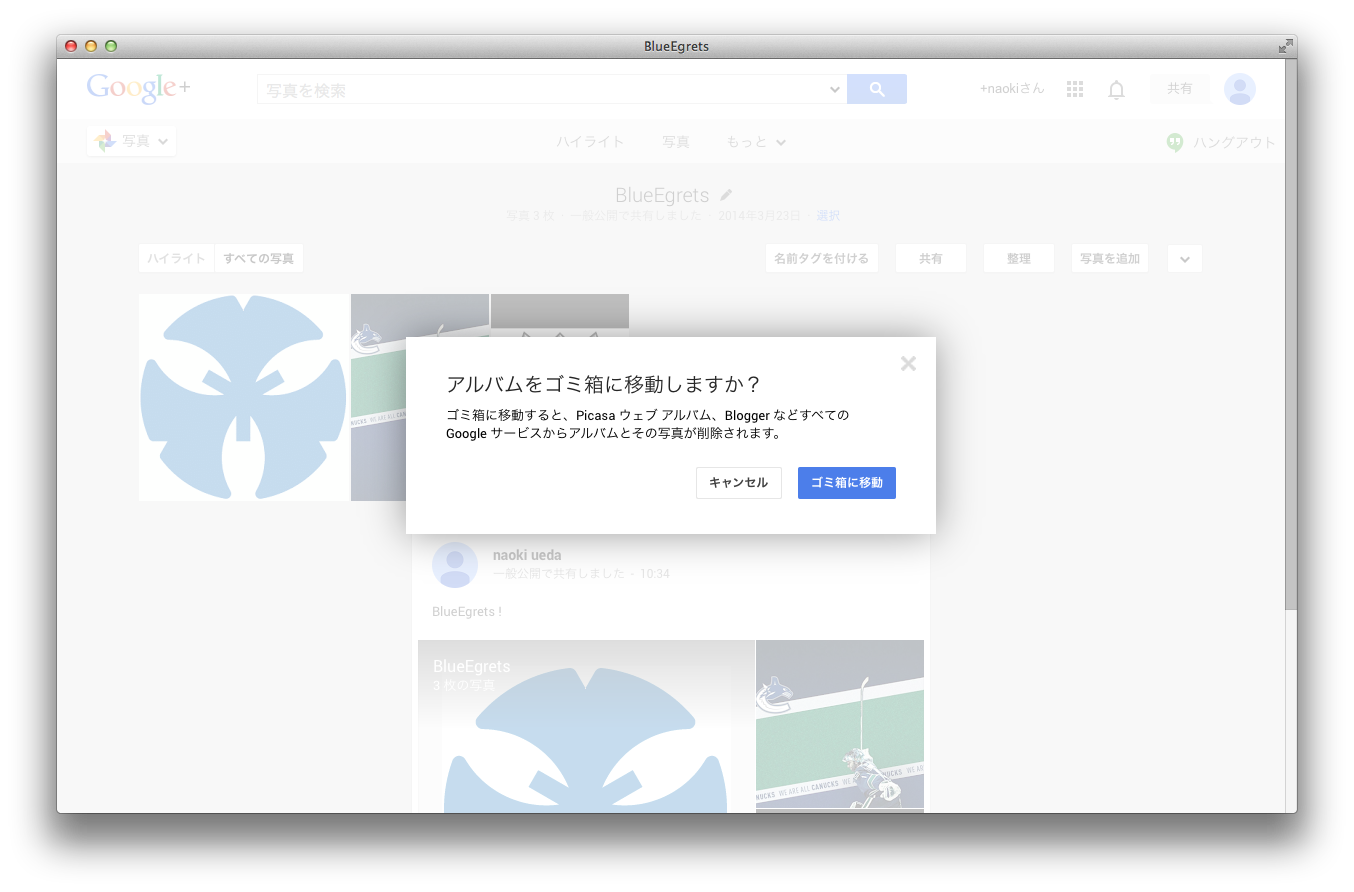 BlueEgrets
Google+
写真を検索
+naokiさん
共有
写真
ハイライト
写真
もっと
ハングアウト
BlueEgrets
写真 3 枚 - 一般公開で共有しました - 2014年3月23日 - 選択
ハイライト
すべての写真
名前タグを付ける
共有
整理
写真を追加
アルバムをゴミ箱に移動しますか？
ゴミ箱に移動すると、Picasa ウェブ アルバム、Blogger などすべての
Google サービスからアルバムとその写真が削除されます。
キャンセル
ゴミ箱に移動
naoki ueda
一般公開で共有しました - 10:34
BlueEgrets !
BlueEgrets
3 枚の写真
NUCKS WE ARE ALL CANUCKS WE A